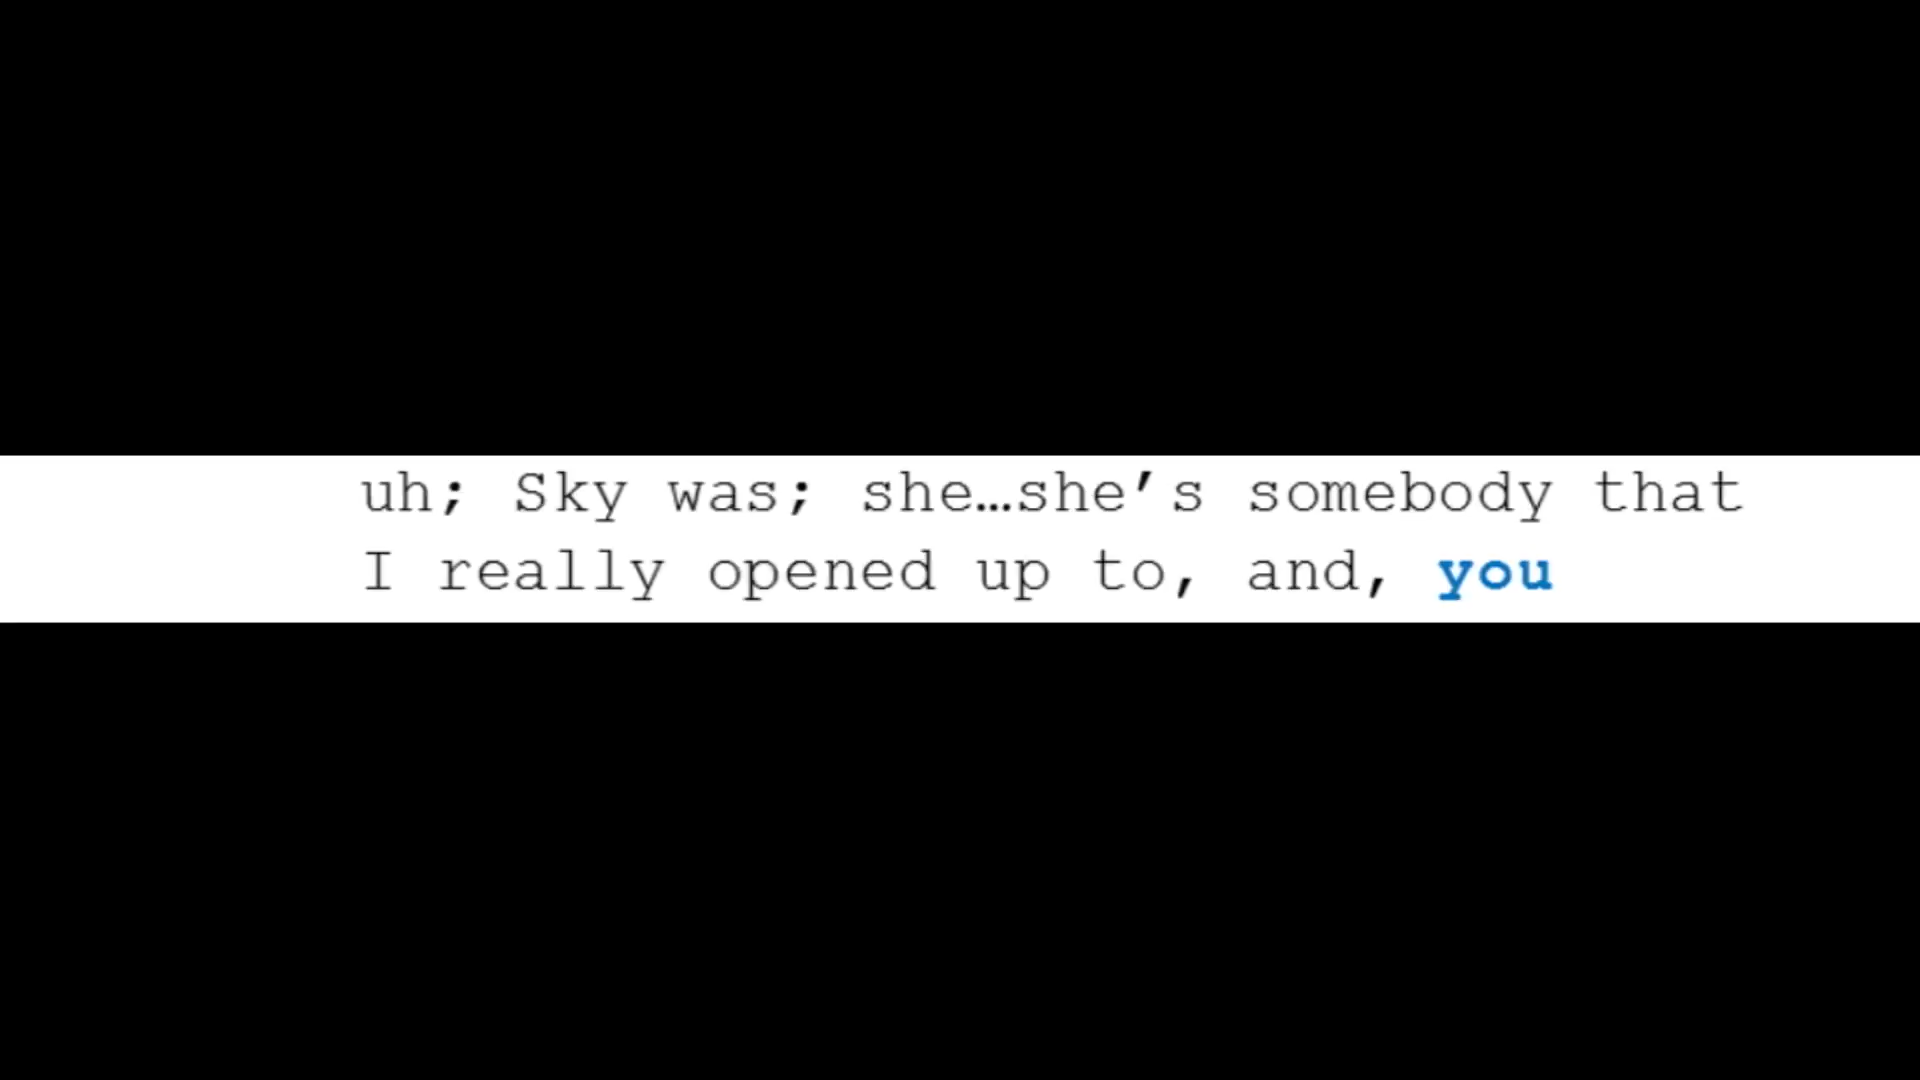 uh; Sky was; she…she’s somebody that
I really opened up to, and, you